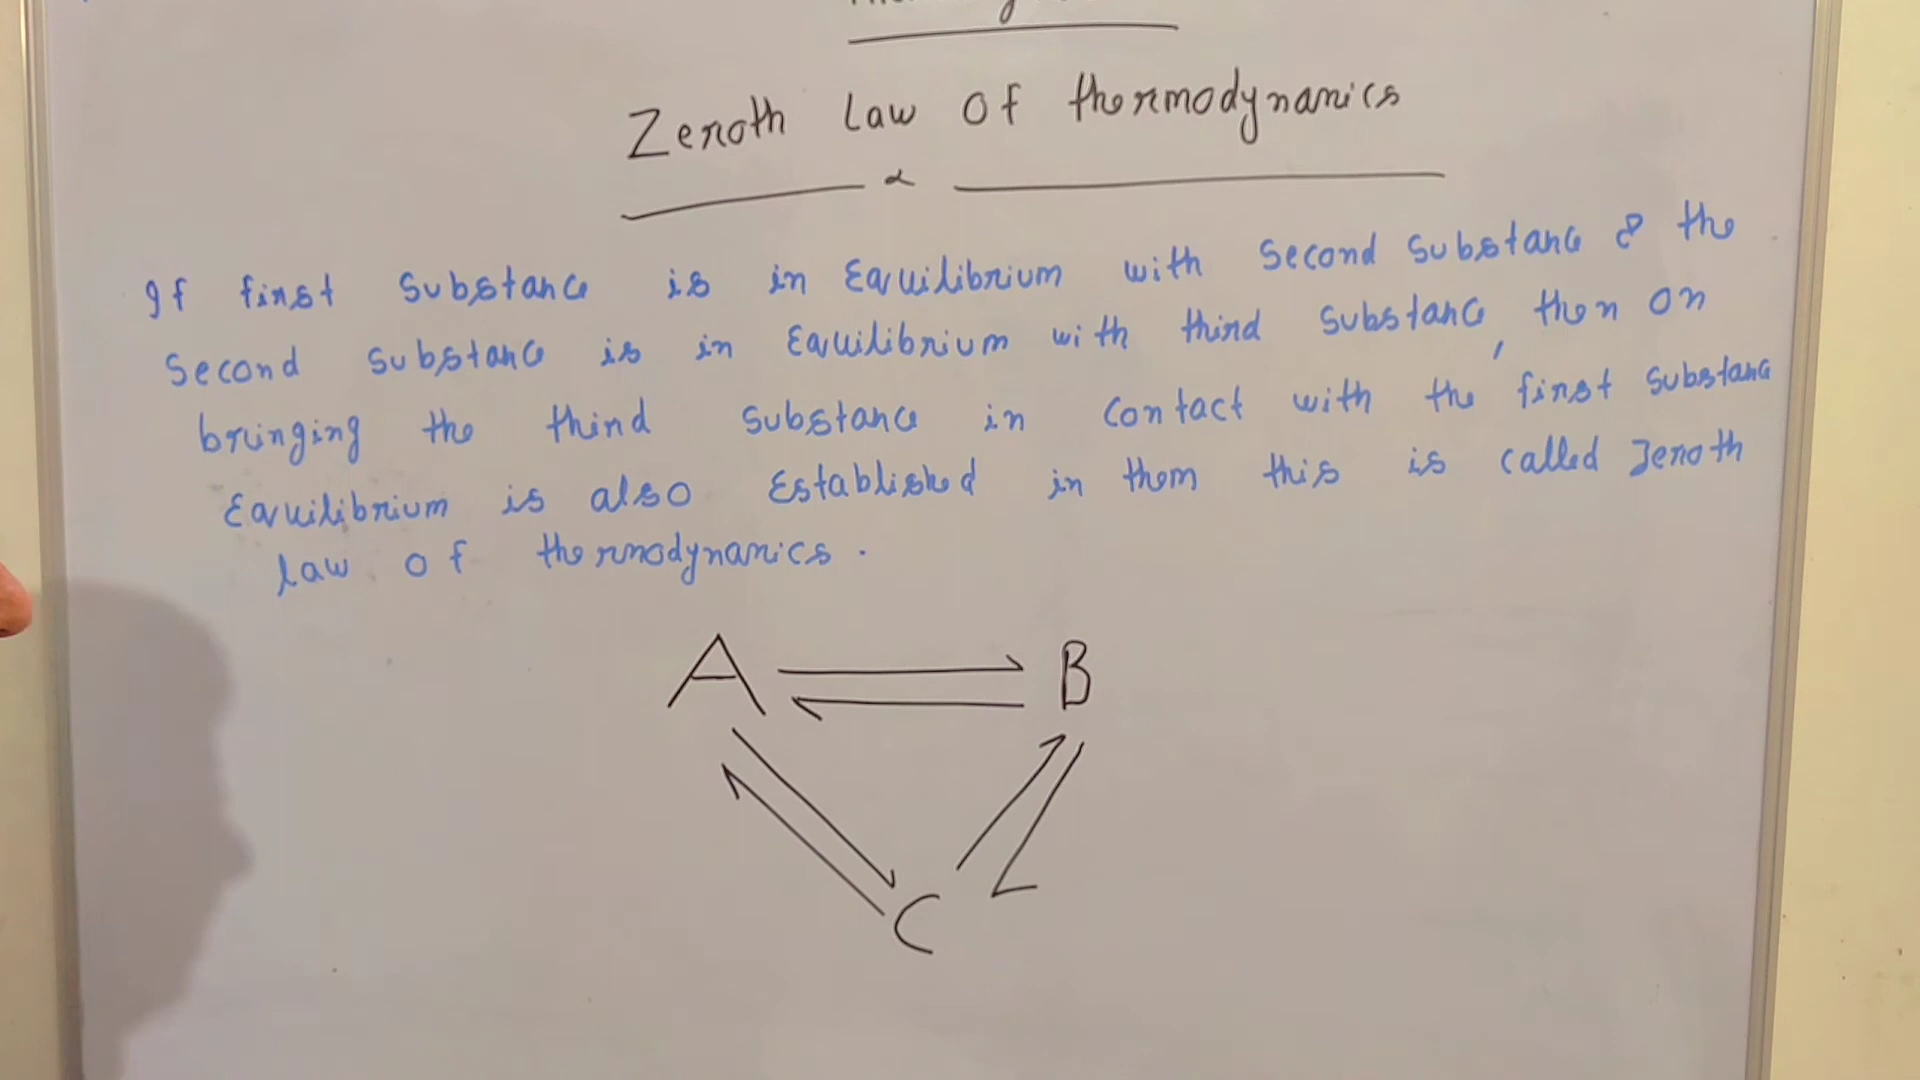 Zeroth Law Of thermodynamics
If first Substance is in Equilibrium with Second Substance & the
Second Substance is in Equilibrium with third Substance, then on
bringing the third Substance in Contact with the first Substance
Equilibrium is also Established in them this is called Zeroth
law of thermodynamics.
A B
C